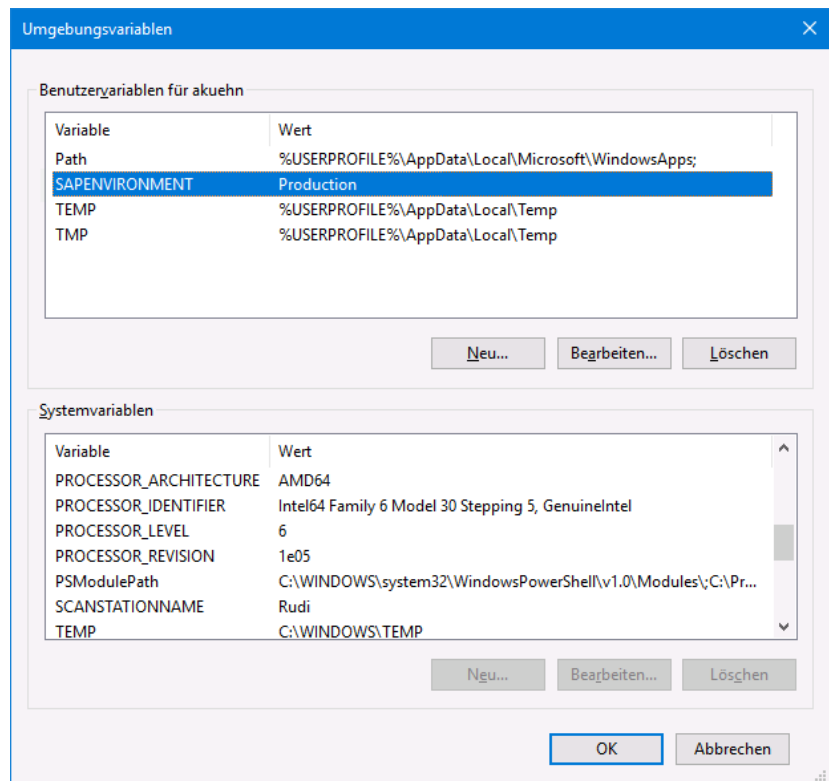 Umgebungsvariablen
Benutzervariablen für akuehn
Variable Wert
Path %USERPROFILE%\AppData\Local\Microsoft\WindowsApps;
SAPENVIRONMENT Production
TEMP %USERPROFILE%\AppData\Local\Temp
TMP %USERPROFILE%\AppData\Local\Temp
Neu... Bearbeiten... Löschen
Systemvariablen
Variable Wert
PROCESSOR_ARCHITECTURE AMD64
PROCESSOR_IDENTIFIER Intel64 Family 6 Model 30 Stepping 5, GenuineIntel
PROCESSOR_LEVEL 6
PROCESSOR_REVISION 1e05
PSModulePath C:\WINDOWS\system32\WindowsPowerShell\v1.0\Modules\;C:\Pr...
SCANSTATIONNAME Rudi
TEMP C:\WINDOWS\TEMP
Neu... Bearbeiten... Löschen
OK Abbrechen